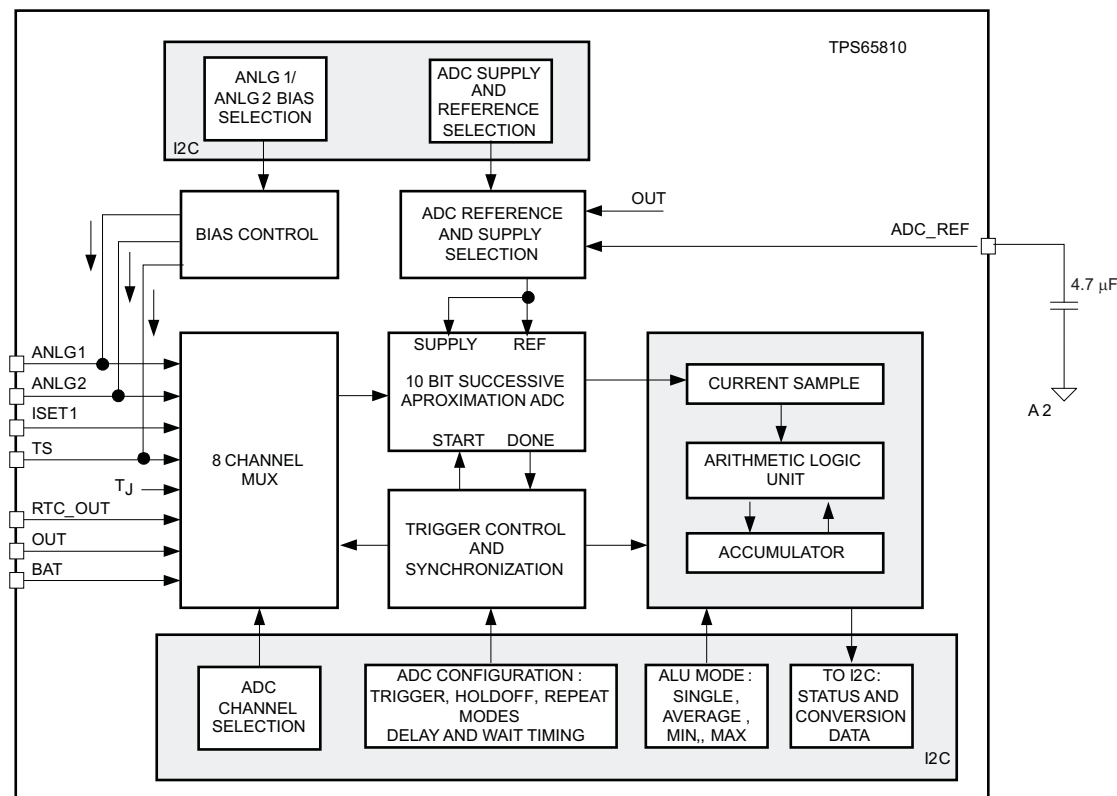 TPS65810
ANLG 1/
ANLG 2 BIAS
SELECTION
ADC SUPPLY
AND
REFERENCE
SELECTION
I2C
BIAS CONTROL
ADC REFERENCE
AND SUPPLY
SELECTION
OUT
ADC_REF
4.7 μF
A 2
ANLG1
ANLG2
ISET1
TS
TJ
RTC_OUT
OUT
BAT
8 CHANNEL
MUX
SUPPLY REF
10 BIT SUCCESSIVE
APROXIMATION ADC
START DONE
TRIGGER CONTROL
AND
SYNCHRONIZATION
CURRENT SAMPLE
ARITHMETIC LOGIC
UNIT
ACCUMULATOR
ADC
CHANNEL
SELECTION
ADC CONFIGURATION :
TRIGGER, HOLDOFF, REPEAT
MODES
DELAY AND WAIT TIMING
ALU MODE :
SINGLE ,
AVERAGE ,
MIN,, MAX
TO I2C:
STATUS AND
CONVERSION
DATA
I2C